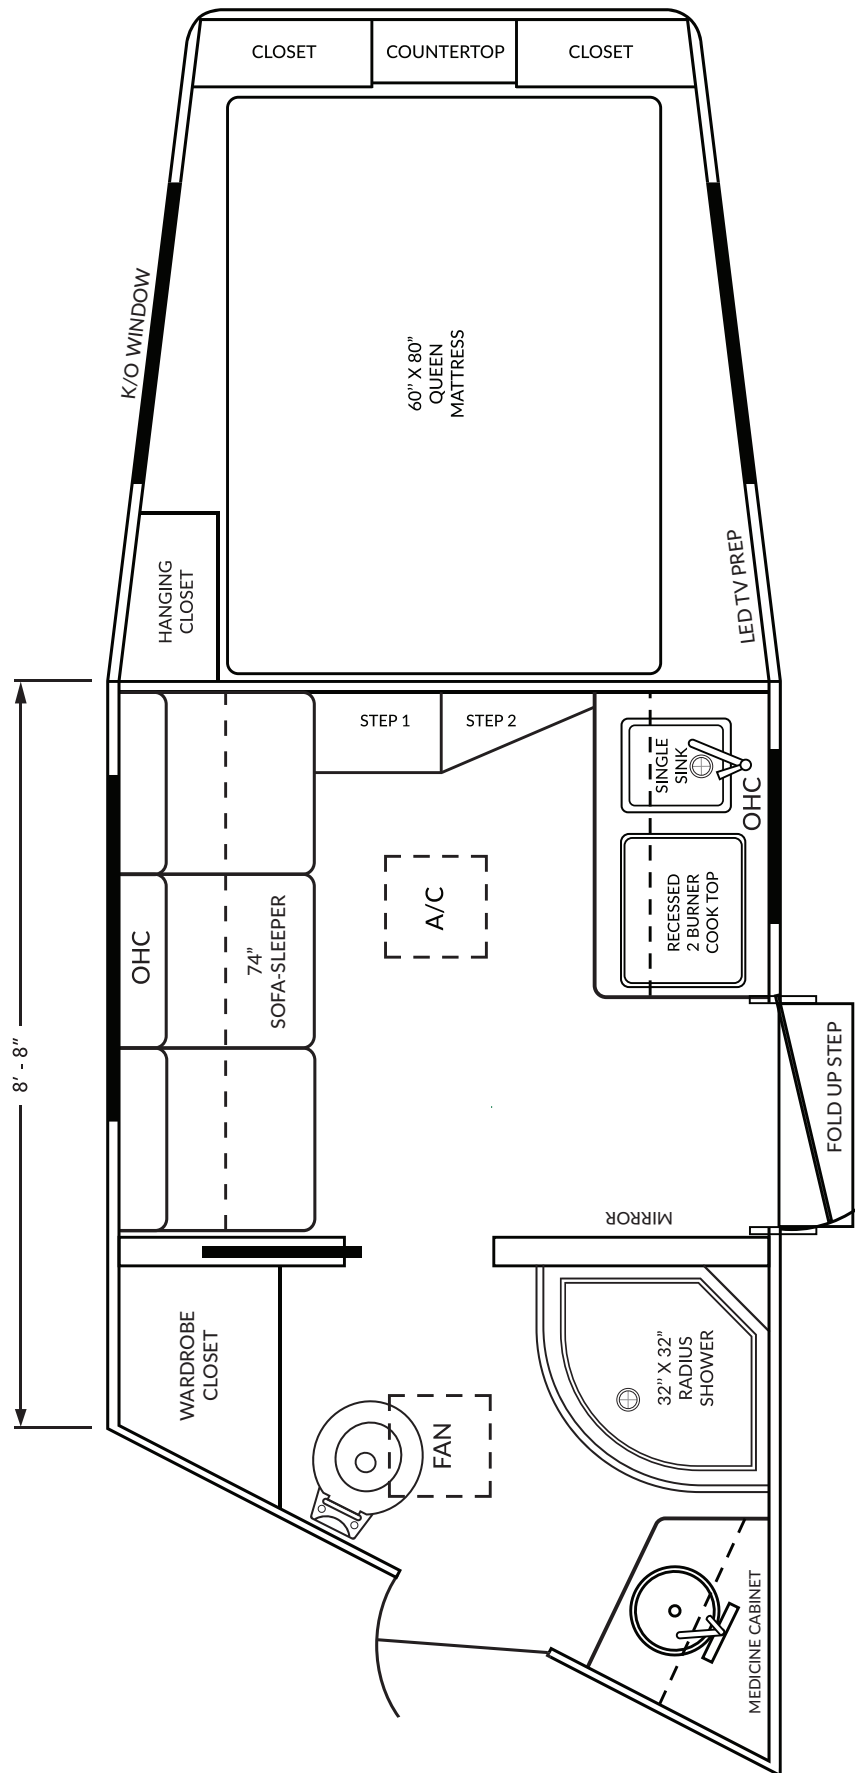 CLOSET
COUNTERTOP
CLOSET
K/O WINDOW
60” X 80”
QUEEN
MATTRESS
HANGING
CLOSET
LED TV PREP
STEP 1
STEP 2
SINGLE
SINK
OHC
A/C
RECESSED
2 BURNER
COOK TOP
OHC
74”
SOFA-SLEEPER
8’ - 8”
FOLD UP STEP
MIRROR
WARDROBE
CLOSET
32” X 32”
RADIUS
SHOWER
FAN
MEDICINE CABINET